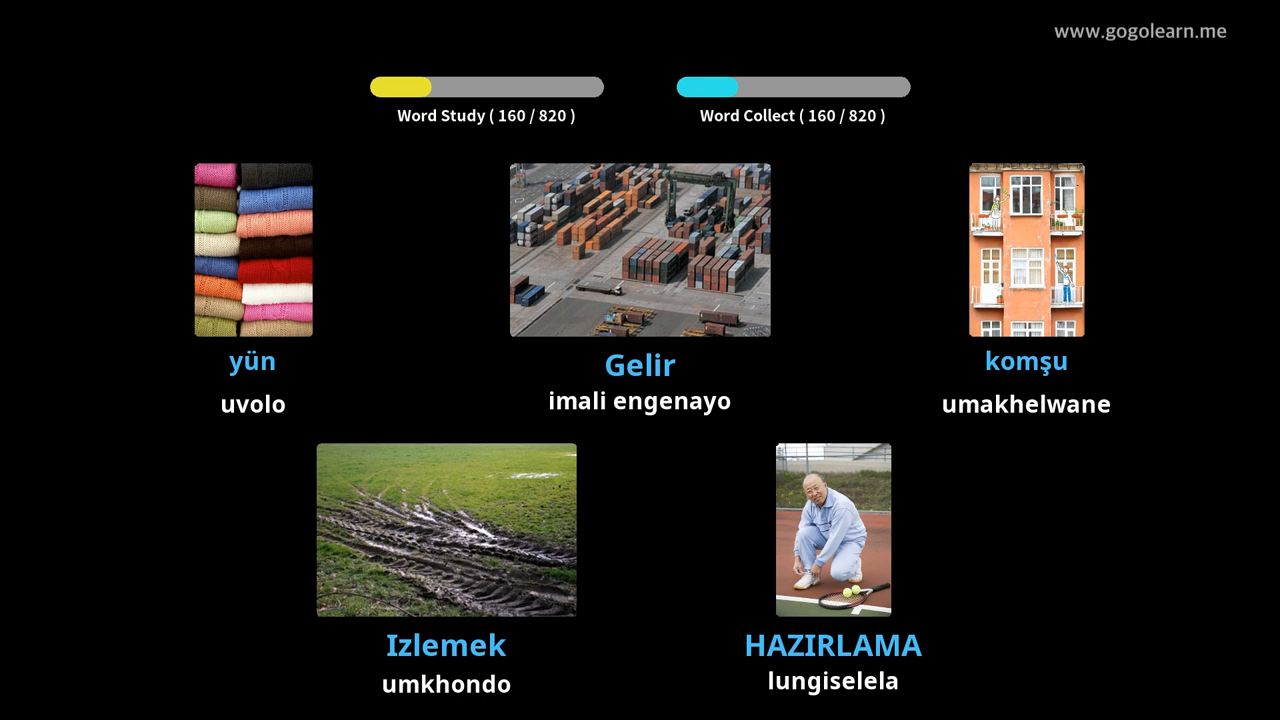 www.gogolearn.me
Word Study ( 160 / 820 )
Word Collect ( 160 / 820 )
yün
uvolo
Gelir
imali engenayo
komşu
umakhelwane
Izlemek
umkhondo
HAZIRLAMA
lungiselela